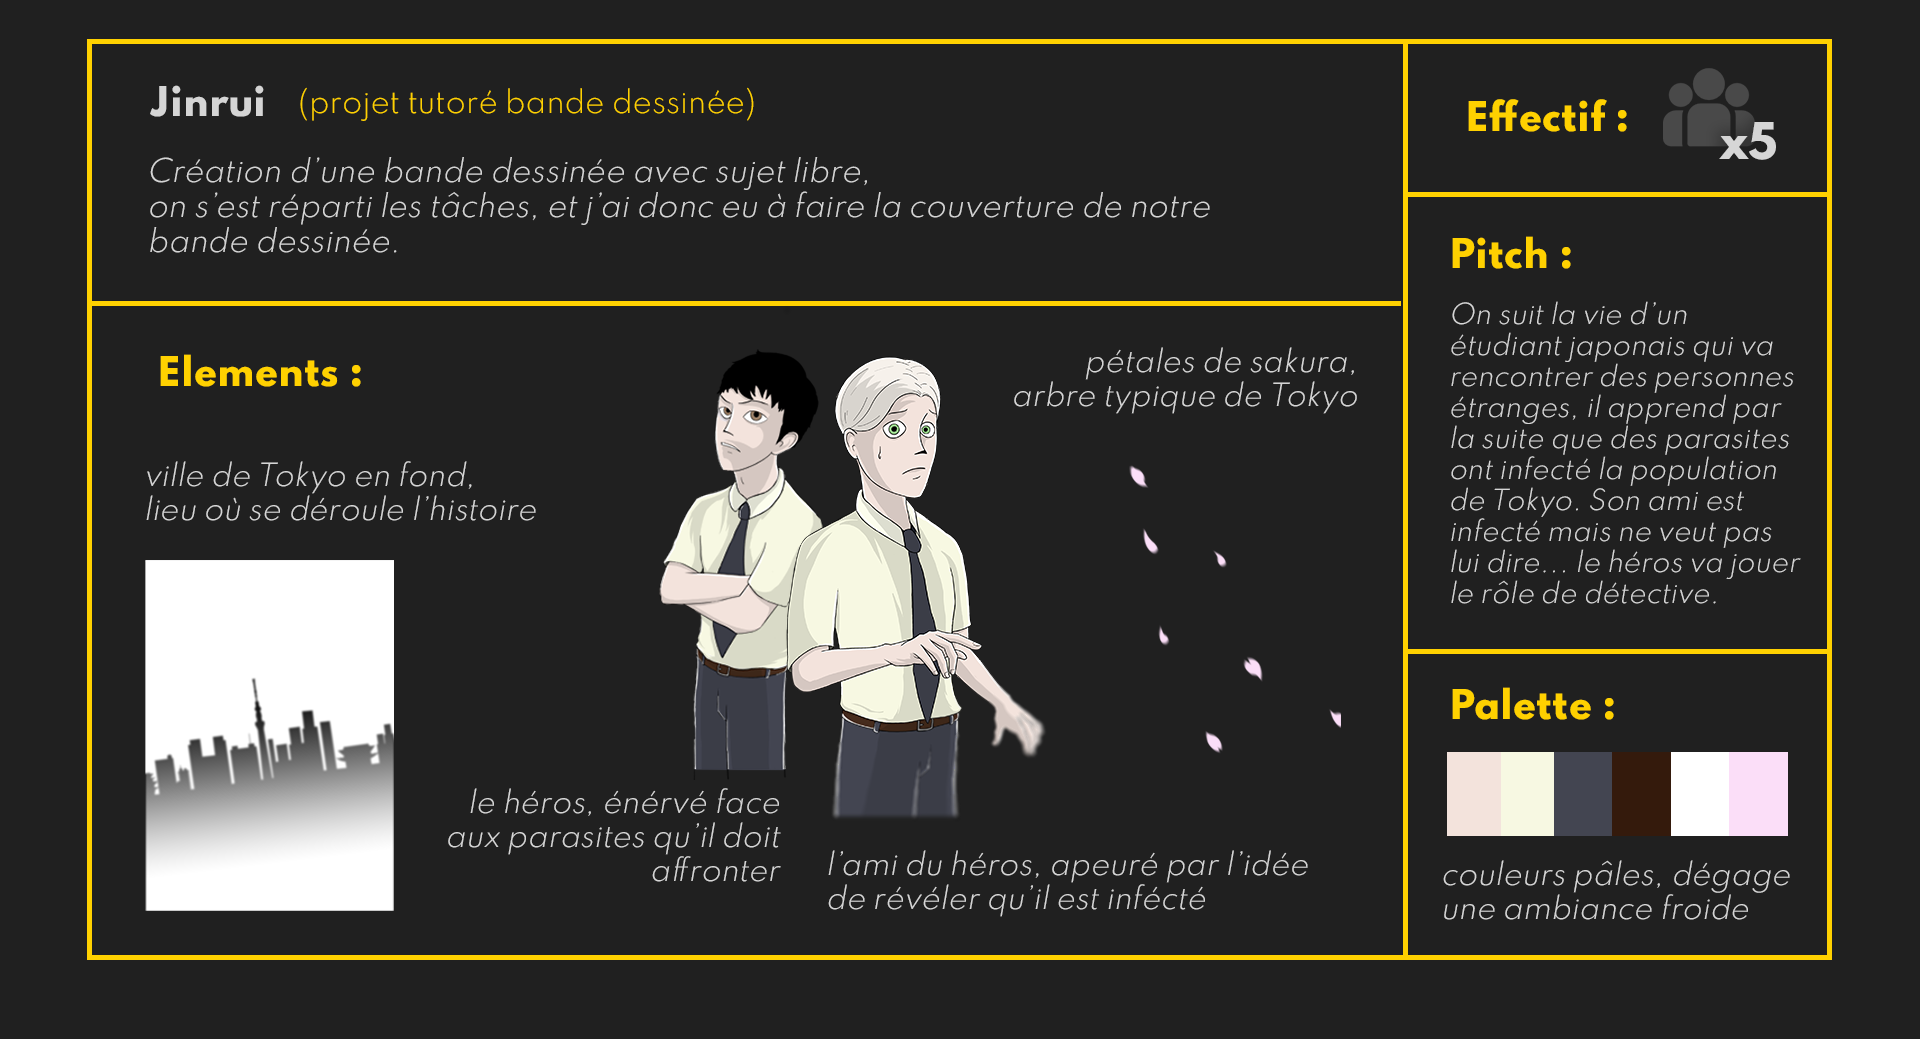 Jinrui (projet tutoré bande dessinée)
Création d'une bande dessinée avec sujet libre,
on s'est réparti les tâches, et j'ai donc eu à faire la couverture de notre
bande dessinée.
Effectif :
x5
Pitch :
On suit la vie d'un
étudiant japonais qui va
rencontrer des personnes
étranges, il apprend par
la suite que des parasites
ont infecté la population
de Tokyo. Son ami est
infecté mais ne veut pas
lui dire... le héros va jouer
le rôle de détective.
Elements :
pétales de sakura,
arbre typique de Tokyo
ville de Tokyo en fond,
lieu où se déroule l'histoire
le héros, énérvé face
aux parasites qu'il doit
affronter
l'ami du héros, apeuré par l'idée
de révéler qu'il est infécté
Palette :
couleurs pâles, dégage
une ambiance froide